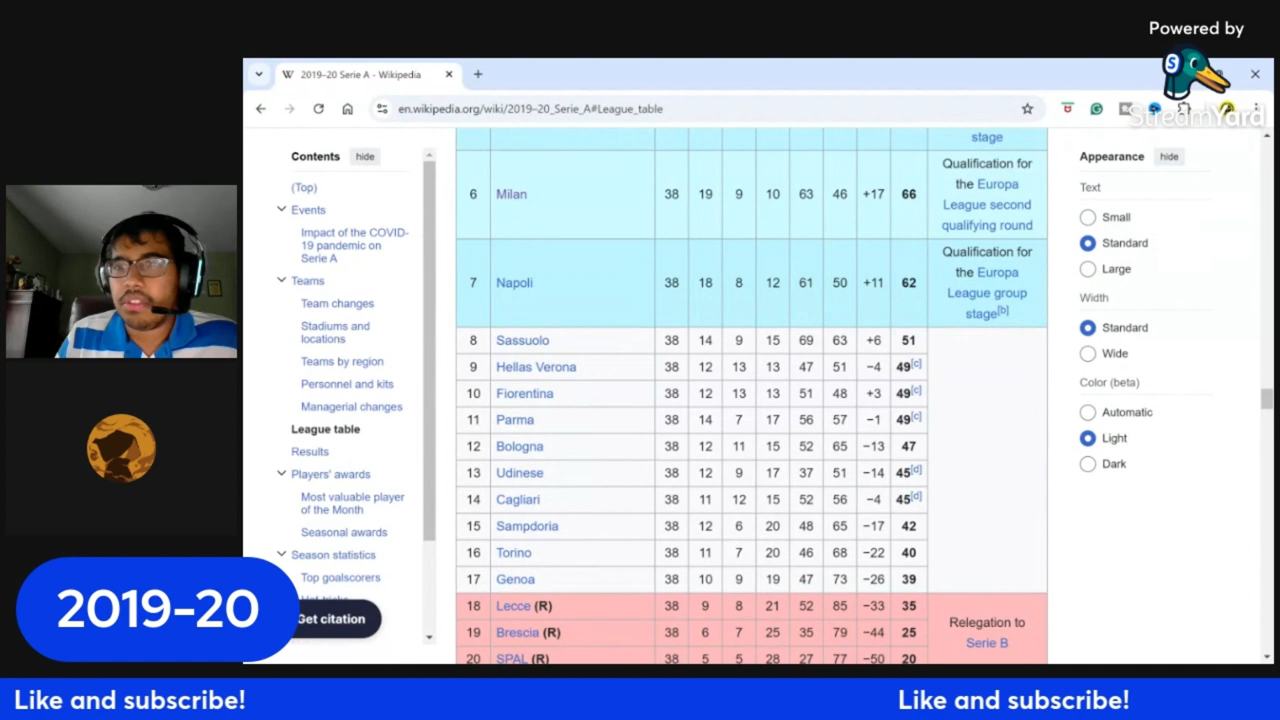 Powered by
StreamYard
2019–20 Serie A - Wikipedia
en.wikipedia.org/wiki/2019–20_Serie_A#League_table
Contents hide
(Top)
Events
Impact of the COVID-
19 pandemic on
Serie A
Teams
Team changes
Stadiums and
locations
Teams by region
Personnel and kits
Managerial changes
League table
Results
Players' awards
Most valuable player
of the Month
Seasonal awards
Season statistics
Top goalscorers
Hat-tricks
Get citation
stage
6 Milan 38 19 9 10 63 46 +17 66 Qualification for
the Europa
League second
qualifying round
7 Napoli 38 18 8 12 61 50 +11 62 Qualification for
the Europa
League group
stage[b]
8 Sassuolo 38 14 9 15 69 63 +6 51
9 Hellas Verona 38 12 13 13 47 51 −4 49[c]
10 Fiorentina 38 12 13 13 51 48 +3 49[c]
11 Parma 38 14 7 17 56 57 −1 49[c]
12 Bologna 38 12 11 15 52 65 −13 47
13 Udinese 38 12 9 17 37 51 −14 45[d]
14 Cagliari 38 11 12 15 52 56 −4 45[d]
15 Sampdoria 38 12 6 20 48 65 −17 42
16 Torino 38 11 7 20 46 68 −22 40
17 Genoa 38 10 9 19 47 73 −26 39
18 Lecce (R) 38 9 8 21 52 85 −33 35
19 Brescia (R) 38 6 7 25 35 79 −44 25
20 SPAL (R) 38 5 5 28 27 77 −50 20
Relegation to
Serie B
Appearance hide
Text
Small
Standard
Large
Width
Standard
Wide
Color (beta)
Automatic
Light
Dark
2019–20
Like and subscribe!
Like and subscribe!